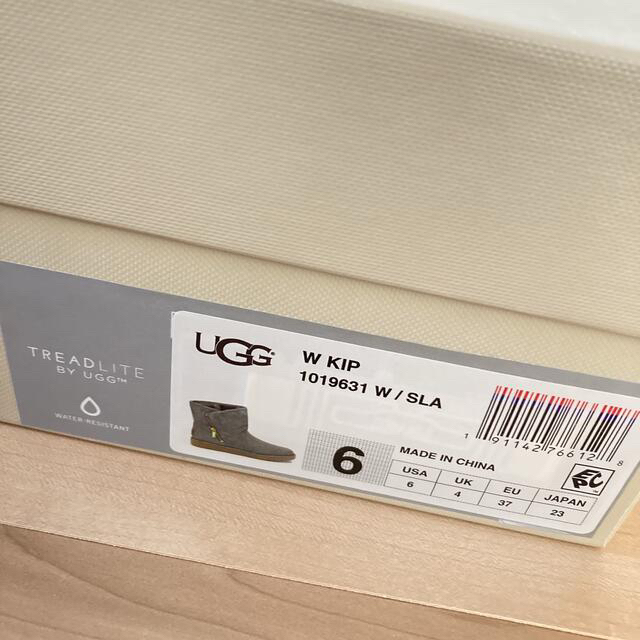 TREADLITE
BY UGG™
WATER-RESISTANT
UGG®
W KIP
1019631 W / SLA
1 91142 76612 8
6
MADE IN CHINA
USA UK EU JAPAN
6 4 37 23